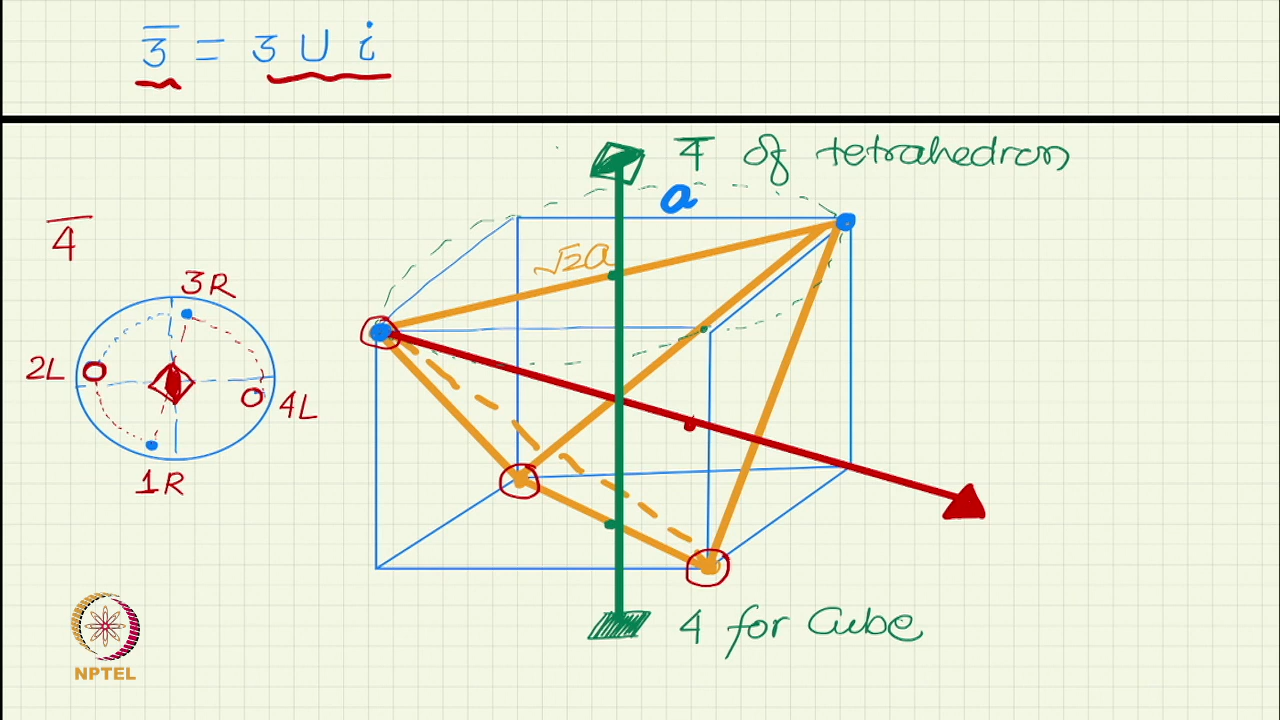 3̅ = 3 U i
4̅ of tetrahedron
a
4̅
√2a
3R
2L
4L
1R
4 for Cube
NPTEL